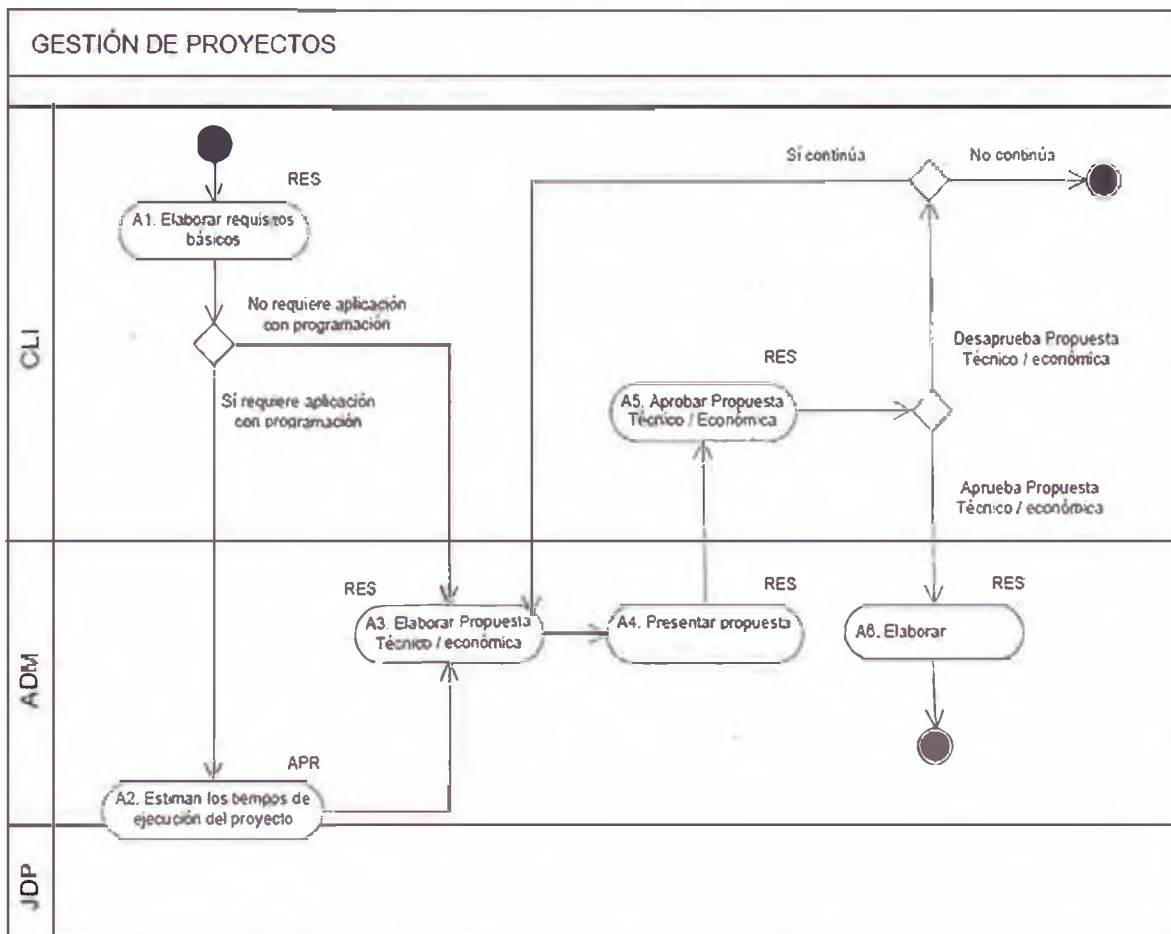 GESTIÓN DE PROYECTOS
CLI
RES
A1. Elaborar requisitos
básicos
No requiere aplicación
con programación
Sí requiere aplicación
con programación
Sí continúa
No continúa
Desaprueba Propuesta
Técnico / económica
RES
A5. Aprobar Propuesta
Técnico / Económica
Aprueba Propuesta
Técnico / económica
ADM
RES
A3. Elaborar Propuesta
Técnico / económica
RES
A4. Presentar propuesta
RES
A6. Elaborar
APR
A2. Estiman los tiempos de
ejecución del proyecto
JDP